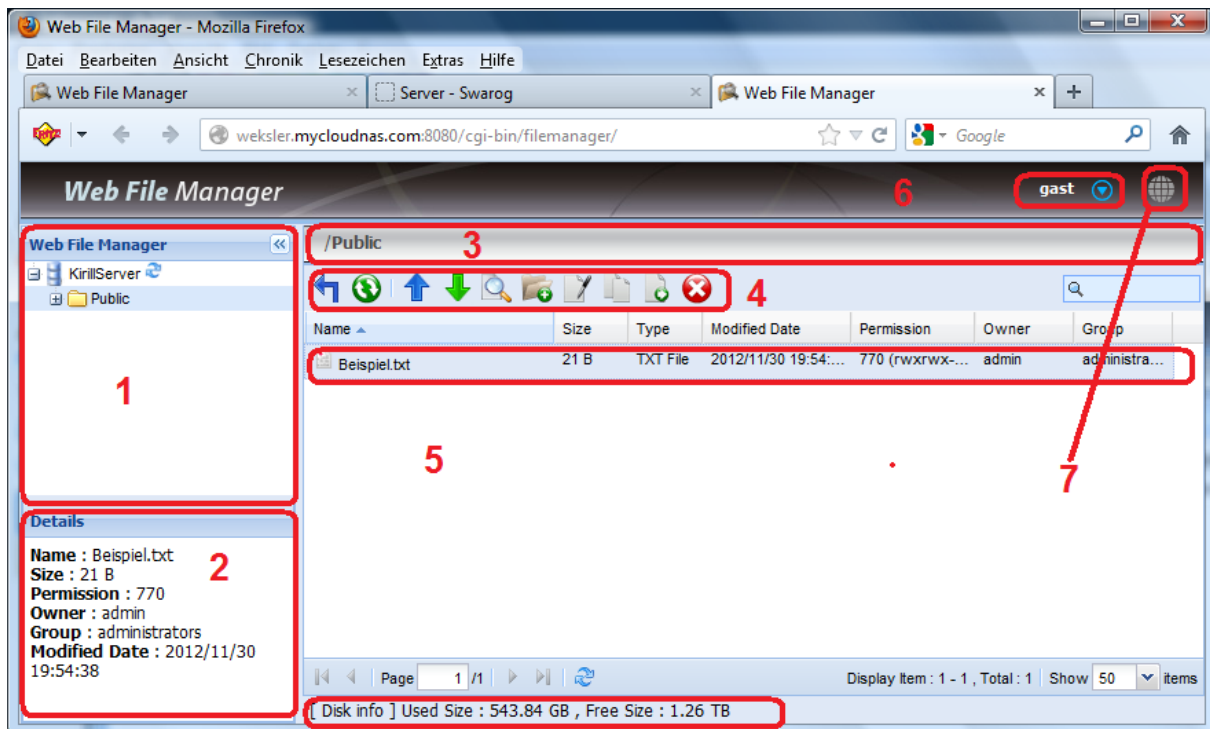 Web File Manager - Mozilla Firefox
Datei Bearbeiten Ansicht Chronik Lesezeichen Extras Hilfe
Web File Manager
Server - Swarog
Web File Manager
weksler.mycloudnas.com:8080/cgi-bin/filemanager/
Google
Web File Manager
6
gast
Web File Manager
/Public
3
KirillServer
Public
4
Name Size Type Modified Date Permission Owner Group
Beispiel.txt 21 B TXT File 2012/11/30 19:54:... 770 (rwxrwx-... admin administra...
1
5
7
Details
Name : Beispiel.txt
2
Size : 21 B
Permission : 770
Owner : admin
Group : administrators
Modified Date : 2012/11/30
19:54:38
Page 1 /1
Display Item : 1 - 1 , Total : 1 Show 50 items
[ Disk info ] Used Size : 543.84 GB , Free Size : 1.26 TB